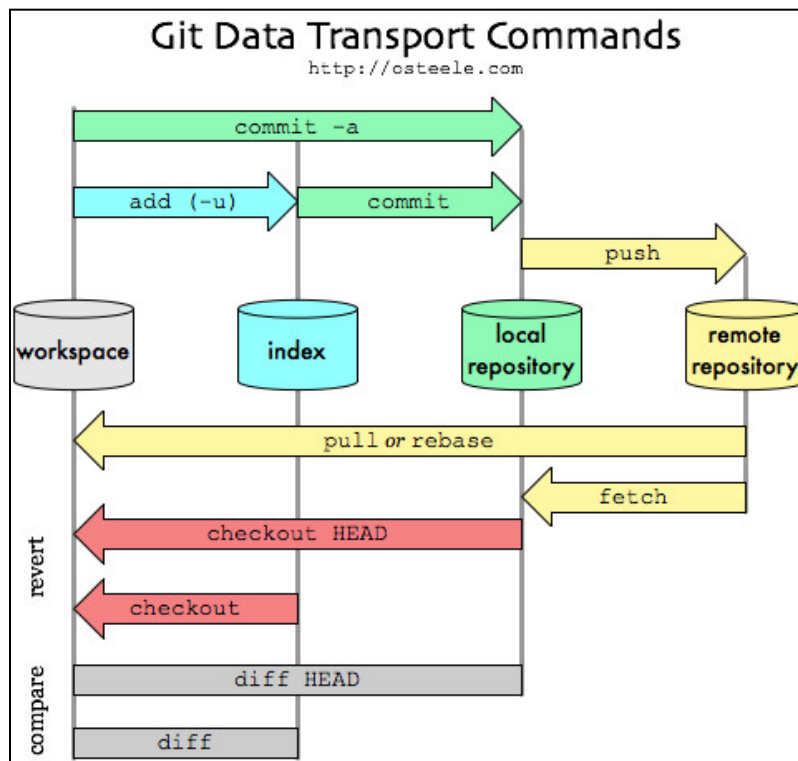 Git Data Transport Commands
http://osteele.com
commit -a
add (-u)
commit
push
workspace
index
local
repository
remote
repository
pull or rebase
fetch
checkout HEAD
revert
checkout
diff HEAD
compare
diff